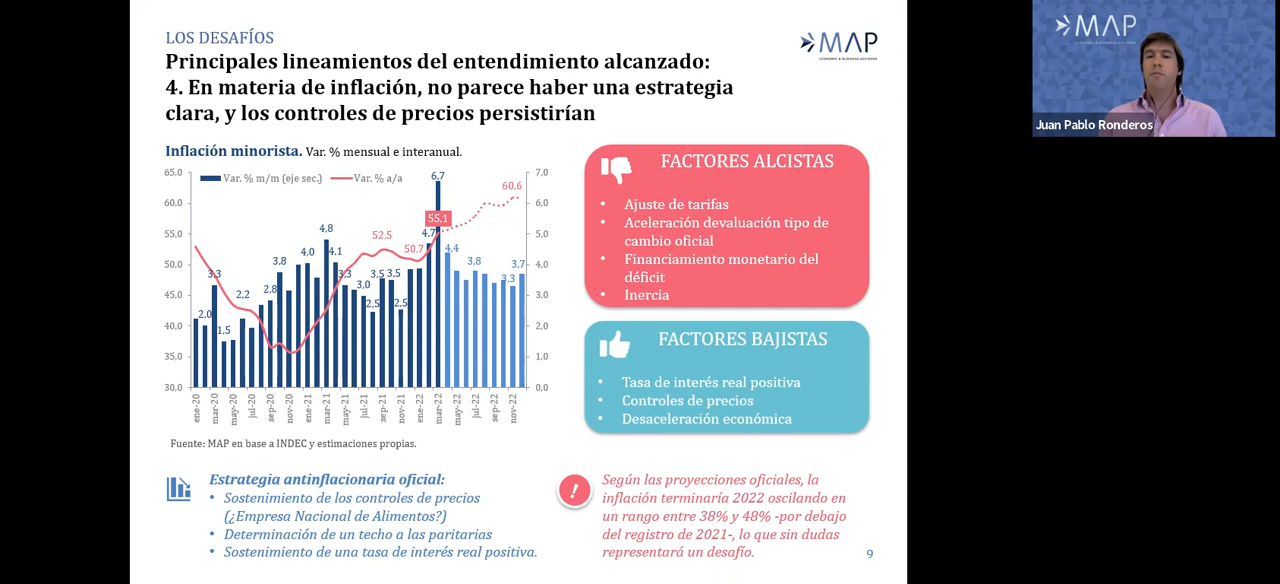 LOS DESAFÍOS
Principales lineamientos del entendimiento alcanzado:
4. En materia de inflación, no parece haber una estrategia
clara, y los controles de precios persistirían
MAP
ECONOMIC & BUSINESS ADVISORS
Inflación minorista. Var. % mensual e interanual.
Var. % m/m (eje sec.)
Var. % a/a
65.0
60,0
55,0
50,0
45,0
40,0
35,0
30,0
7,0
6,0
5,0
4,0
3,0
2,0
1,0
0,0
2,0
3,3
1,5
2,2
2,8
3,8
4,0
4,8
4,1
3,3
3,0
2,5
3,5
3,5
2,5
4,7
6,7
4,4
3,8
3,3
3,7
52,5
50,7
55,1
60,6
ene-20
mar-20
may-20
jul-20
sep-20
nov-20
ene-21
mar-21
may-21
jul-21
sep-21
nov-21
ene-22
mar-22
may-22
jul-22
sep-22
nov-22
Fuente: MAP en base a INDEC y estimaciones propias.
FACTORES ALCISTAS
• Ajuste de tarifas
• Aceleración devaluación tipo de
cambio oficial
• Financiamiento monetario del
déficit
• Inercia
FACTORES BAJISTAS
• Tasa de interés real positiva
• Controles de precios
• Desaceleración económica
Estrategia antinflacionaria oficial:
• Sostenimiento de los controles de precios
(¿Empresa Nacional de Alimentos?)
• Determinación de un techo a las paritarias
• Sostenimiento de una tasa de interés real positiva.
!
Según las proyecciones oficiales, la
inflación terminaría 2022 oscilando en
un rango entre 38% y 48% -por debajo
del registro de 2021-, lo que sin dudas
representará un desafío.
9
MAP
Juan Pablo Ronderos